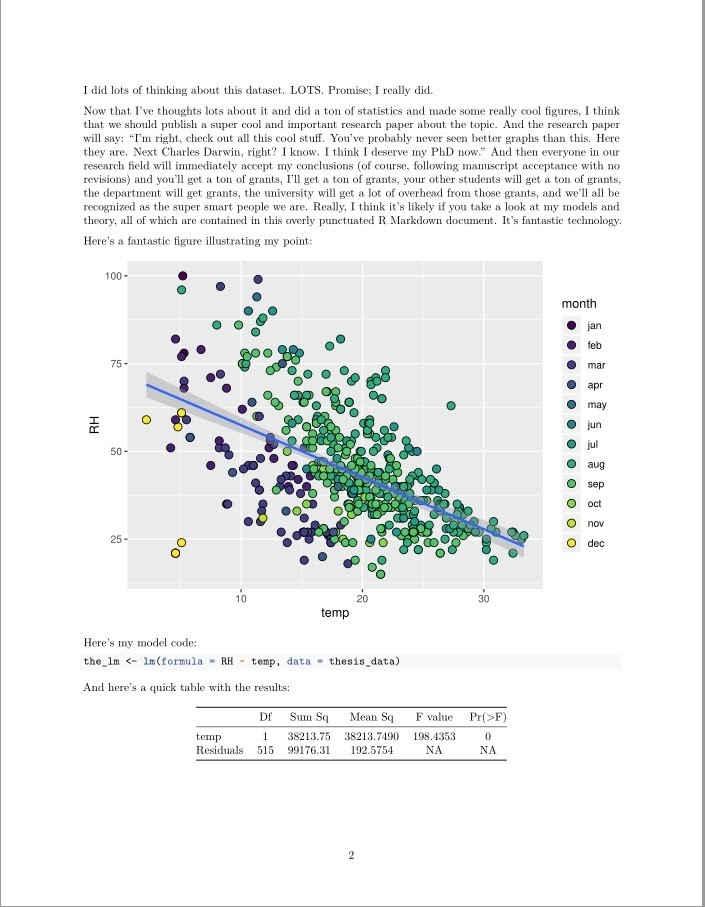 I did lots of thinking about this dataset. LOTS. Promise; I really did.
Now that I've thoughts lots about it and did a ton of statistics and made some really cool figures, I think
that we should publish a super cool and important research paper about the topic. And the research paper
will say: “I'm right, check out all this cool stuff. You've probably never seen better graphs than this. Here
they are. Next Charles Darwin, right? I know. I think I deserve my PhD now.” And then everyone in our
research field will immediately accept my conclusions (of course, following manuscript acceptance with no
revisions) and you'll get a ton of grants, I'll get a ton of grants, your other students will get a ton of grants,
the department will get grants, the university will get a lot of overhead from those grants, and we'll all be
recognized as the super smart people we are. Really, I think it's likely if you take a look at my models and
theory, all of which are contained in this overly punctuated R Markdown document. It's fantastic technology.
Here's a fantastic figure illustrating my point:
100
75
50
25
RH
10 20 30
temp
month
jan
feb
mar
apr
may
jun
jul
aug
sep
oct
nov
dec
Here's my model code:
the_lm <- lm(formula = RH ~ temp, data = thesis_data)
And here's a quick table with the results:
Df Sum Sq Mean Sq F value Pr(>F)
temp 1 38213.75 38213.7490 198.4353 0
Residuals 515 99176.31 192.5754 NA NA
2